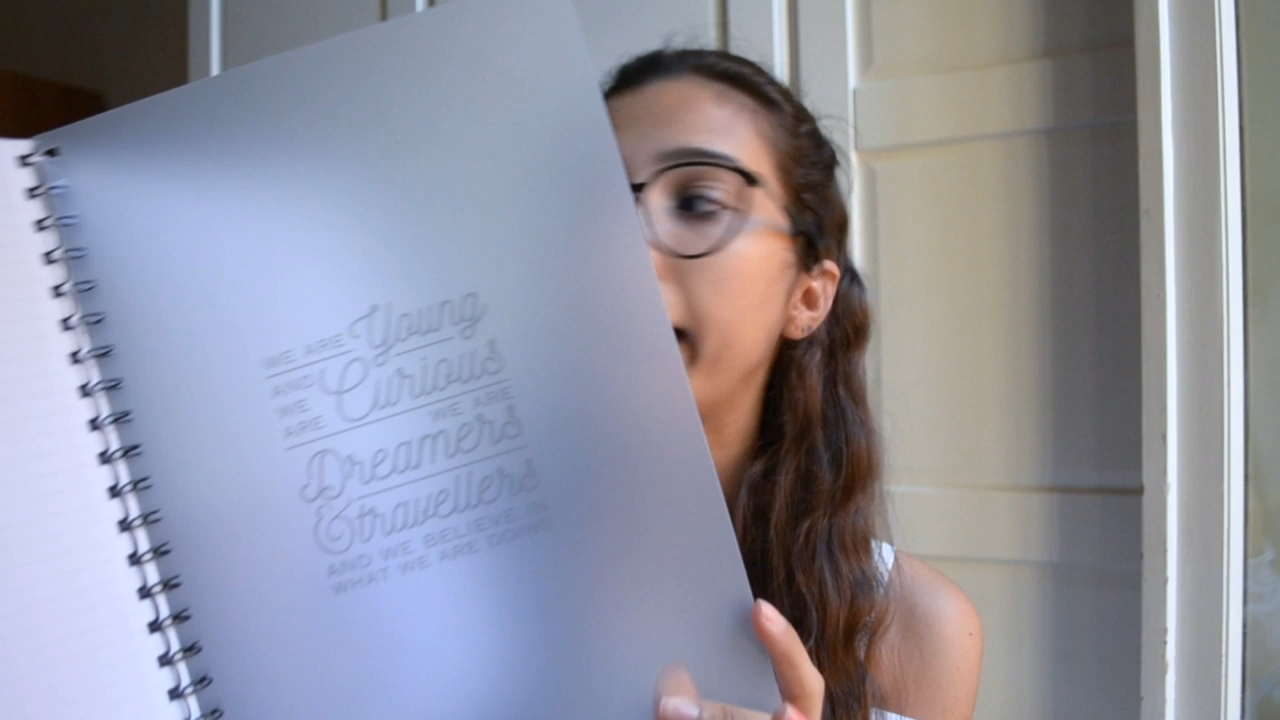 WE ARE Young
AND WE ARE Curious
WE ARE
Dreamers
& travellers
AND WE BELIEVE IN
WHAT WE ARE DOING